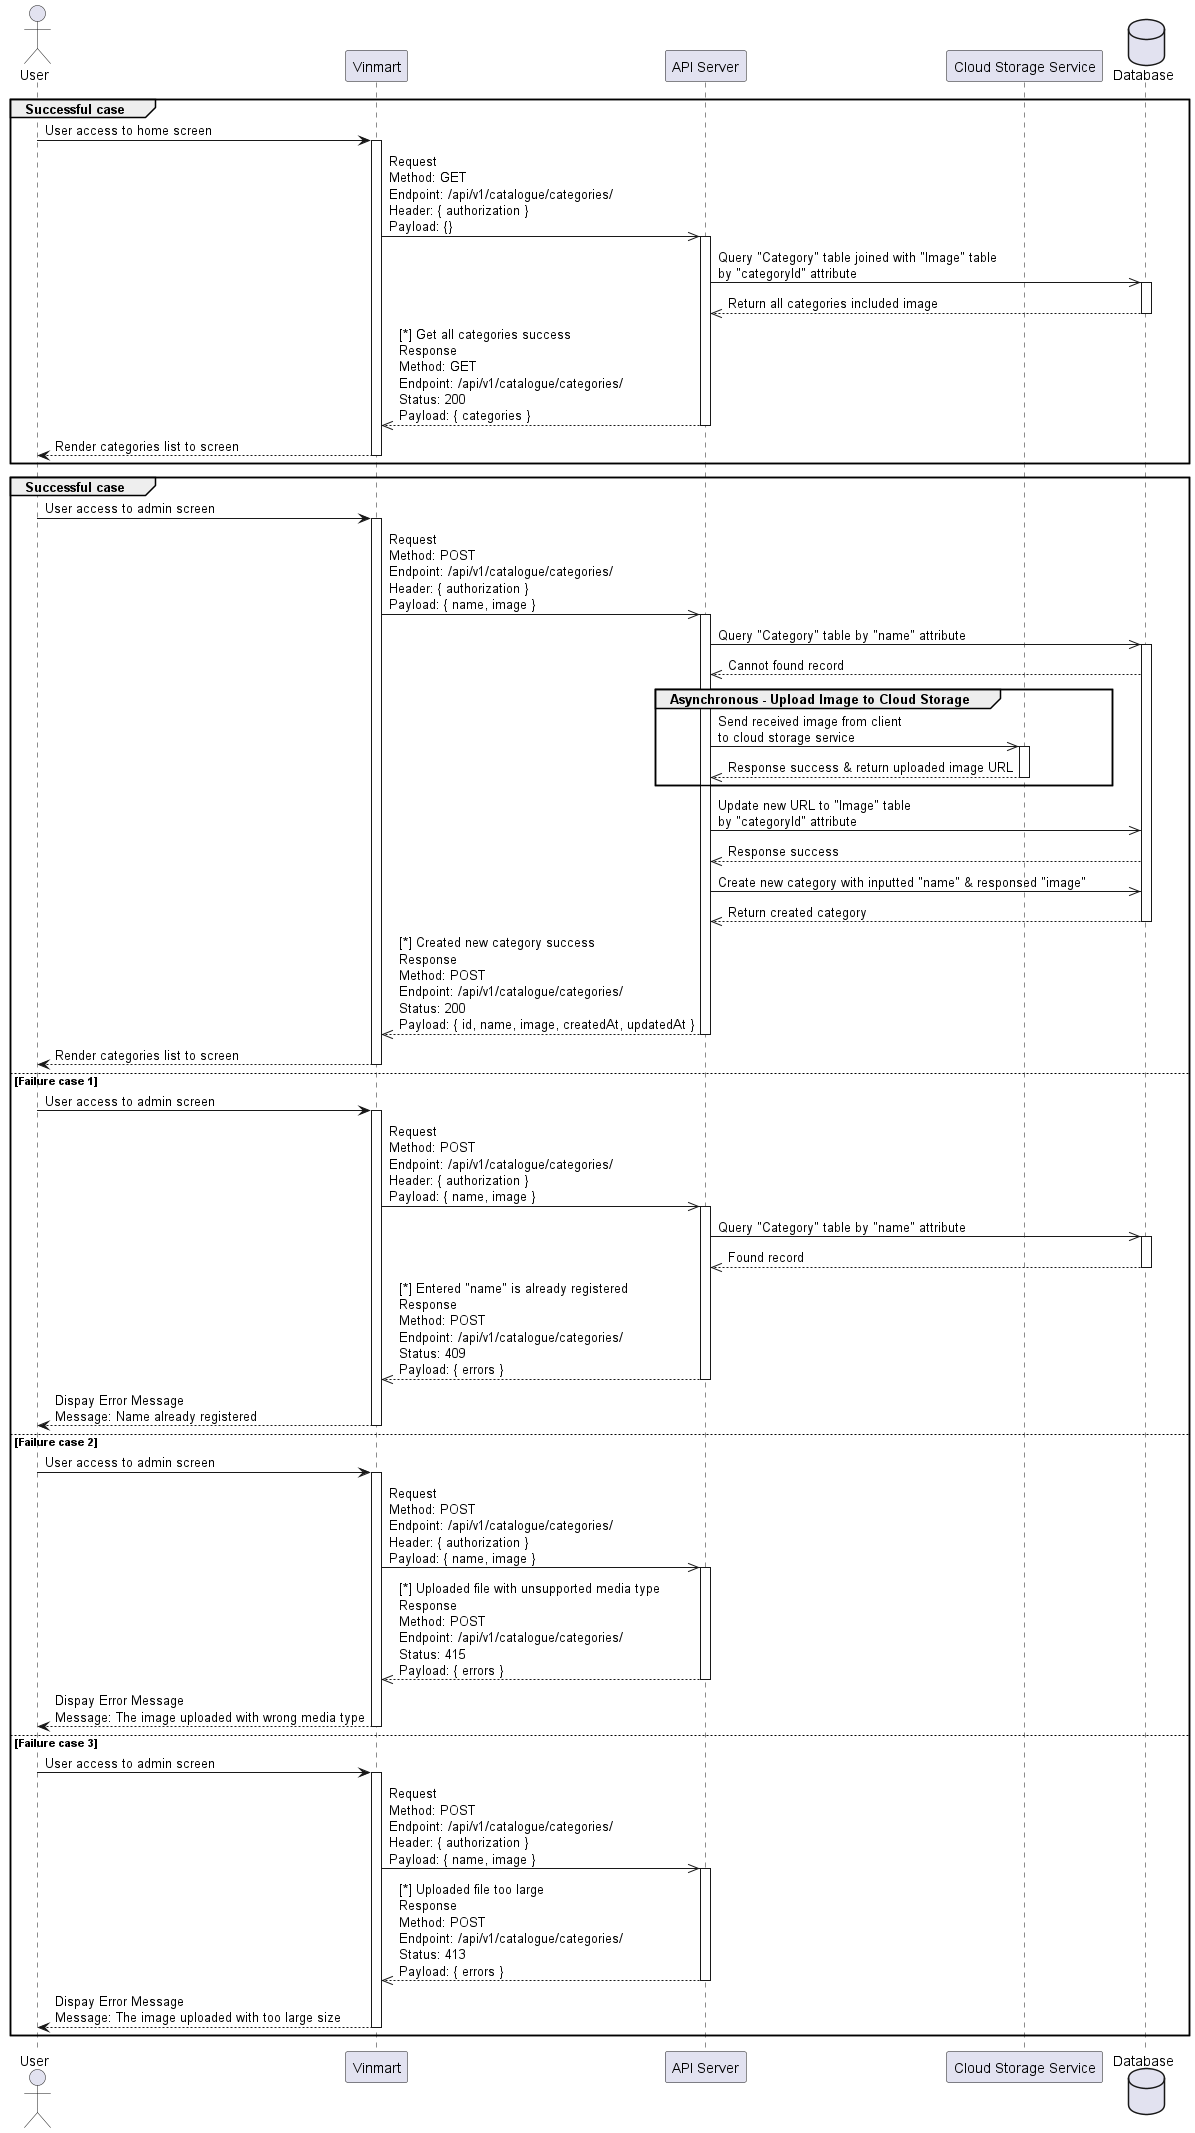 User
Vinmart
API Server
Cloud Storage Service
Database
Successful case
User access to home screen
Request
Method: GET
Endpoint: /api/v1/catalogue/categories/
Header: { authorization }
Payload: {}
Query "Category" table joined with "Image" table
by "categoryId" attribute
Return all categories included image
[*] Get all categories success
Response
Method: GET
Endpoint: /api/v1/catalogue/categories/
Status: 200
Payload: { categories }
Render categories list to screen
Successful case
User access to admin screen
Request
Method: POST
Endpoint: /api/v1/catalogue/categories/
Header: { authorization }
Payload: { name, image }
Query "Category" table by "name" attribute
Cannot found record
Asynchronous - Upload Image to Cloud Storage
Send received image from client
to cloud storage service
Response success & return uploaded image URL
Update new URL to "Image" table
by "categoryId" attribute
Response success
Create new category with inputted "name" & responsed "image"
Return created category
[*] Created new category success
Response
Method: POST
Endpoint: /api/v1/catalogue/categories/
Status: 200
Payload: { id, name, image, createdAt, updatedAt }
Render categories list to screen
[Failure case 1]
User access to admin screen
Request
Method: POST
Endpoint: /api/v1/catalogue/categories/
Header: { authorization }
Payload: { name, image }
Query "Category" table by "name" attribute
Found record
[*] Entered "name" is already registered
Response
Method: POST
Endpoint: /api/v1/catalogue/categories/
Status: 409
Payload: { errors }
Dispay Error Message
Message: Name already registered
[Failure case 2]
User access to admin screen
Request
Method: POST
Endpoint: /api/v1/catalogue/categories/
Header: { authorization }
Payload: { name, image }
[*] Uploaded file with unsupported media type
Response
Method: POST
Endpoint: /api/v1/catalogue/categories/
Status: 415
Payload: { errors }
Dispay Error Message
Message: The image uploaded with wrong media type
[Failure case 3]
User access to admin screen
Request
Method: POST
Endpoint: /api/v1/catalogue/categories/
Header: { authorization }
Payload: { name, image }
[*] Uploaded file too large
Response
Method: POST
Endpoint: /api/v1/catalogue/categories/
Status: 413
Payload: { errors }
Dispay Error Message
Message: The image uploaded with too large size
User
Vinmart
API Server
Cloud Storage Service
Database